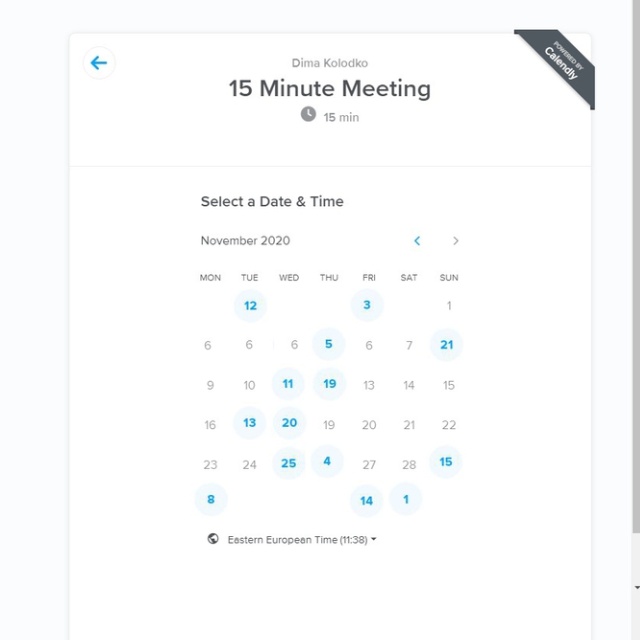 POWERED BY
Calendly
Dima Kolodko
15 Minute Meeting
15 min
Select a Date & Time
November 2020
MON TUE WED THU FRI SAT SUN
12 3 1
6 6 6 5 6 7 21
9 10 11 19 13 14 15
16 13 20 19 20 21 22
23 24 25 4 27 28 15
8 14 1
Eastern European Time (11:38)